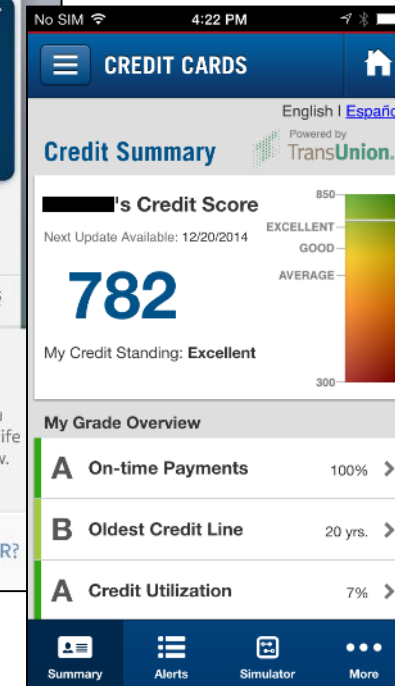 No SIM 4:22 PM
CREDIT CARDS
English | Españo
Powered by
TransUnion.
Credit Summary
's Credit Score
Next Update Available: 12/20/2014
782
My Credit Standing: Excellent
850
EXCELLENT
GOOD
AVERAGE
300
My Grade Overview
A On-time Payments 100%
B Oldest Credit Line 20 yrs.
A Credit Utilization 7%
Summary Alerts Simulator More
ife
w.
R?